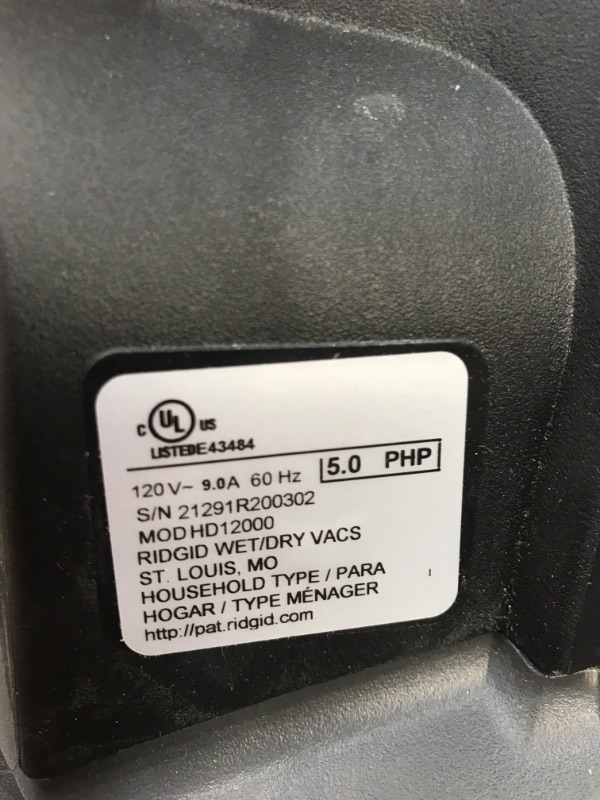 C UL US
LISTED E43484
120 V~ 9.0A 60 Hz 5.0 PHP
S/N 21291R200302
MOD HD12000
RIDGID WET/DRY VACS
ST. LOUIS, MO
HOUSEHOLD TYPE / PARA
HOGAR / TYPE MÉNAGER
http://pat.ridgid.com